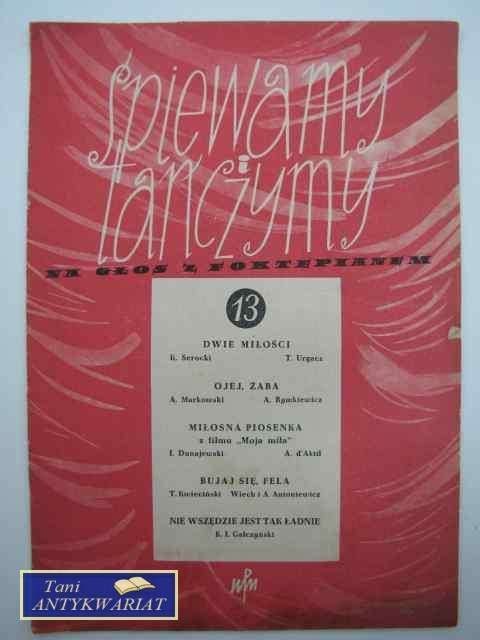 Śpiewamy
i
tańczymy
NA GŁOS Z FORTEPIANEM
13
DWIE MIŁOŚCI
K. Serocki T. Urgacz
OJEJ, ŻABA
A. Markowski
MIŁOSNA PIOSENKA
z filmu „Moja miła"
I. Dunajewski A. d'Aktil
BUJAJ SIĘ, FELA
T. Kwieciński Wiech i A. Antoniewicz
NIE WSZĘDZIE JEST TAK ŁADNIE
K. I. Gałczyński
Tani
ANTYKWARIAT